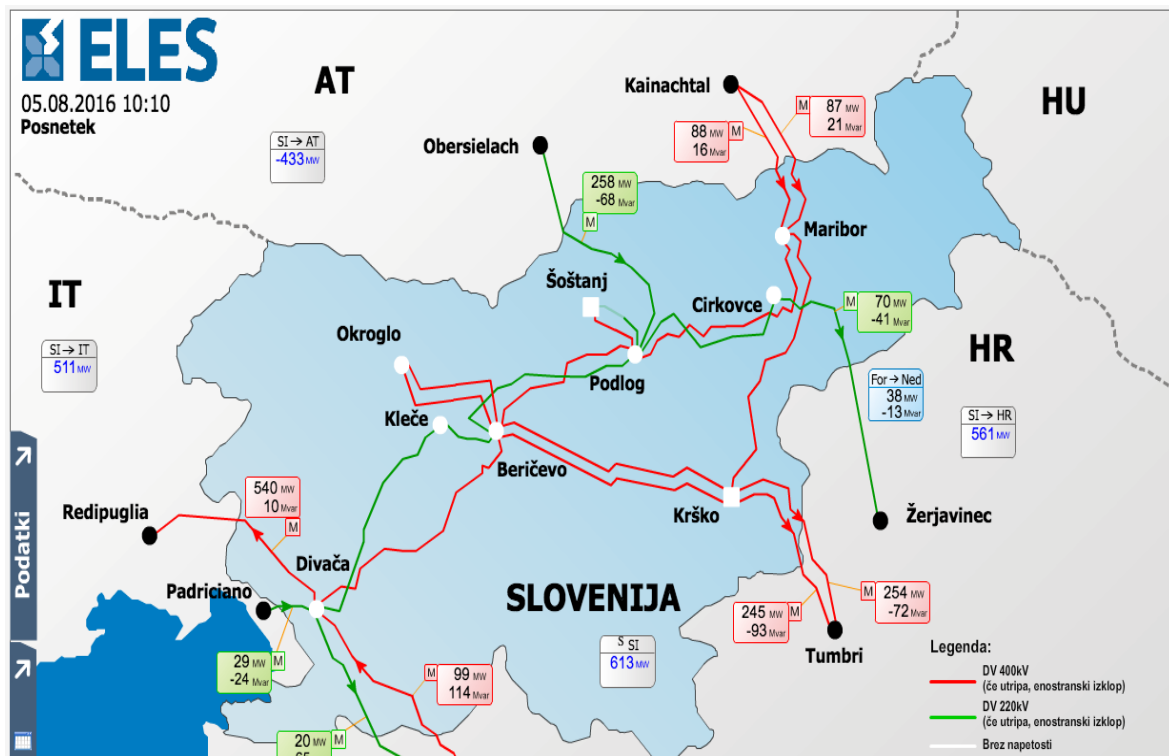 ELES
05.08.2016 10:10
Posnetek
AT
HU
HR
IT
SLOVENIJA
SI → AT
-433 MW
SI → IT
511 MW
SI → HR
561 MW
S SI
613 MW
For → Ned
38 MW
-13 Mvar
Kainachtal
88 MW
16 Mvar
M
M
87 MW
21 Mvar
Obersielach
258 MW
-68 Mvar
M
Maribor
Šoštanj
Cirkovce
M
70 MW
-41 Mvar
Okroglo
Podlog
Kleče
Beričevo
Krško
Žerjavinec
540 MW
10 Mvar
M
Redipuglia
Divača
Padriciano
29 MW
-24 Mvar
M
M
99 MW
114 Mvar
20 MW
M
245 MW
-93 Mvar
M
M
254 MW
-72 Mvar
Tumbri
Podatki
Legenda:
DV 400kV
(če utripa, enostranski izklop)
DV 220kV
(če utripa, enostranski izklop)
Brez napetosti